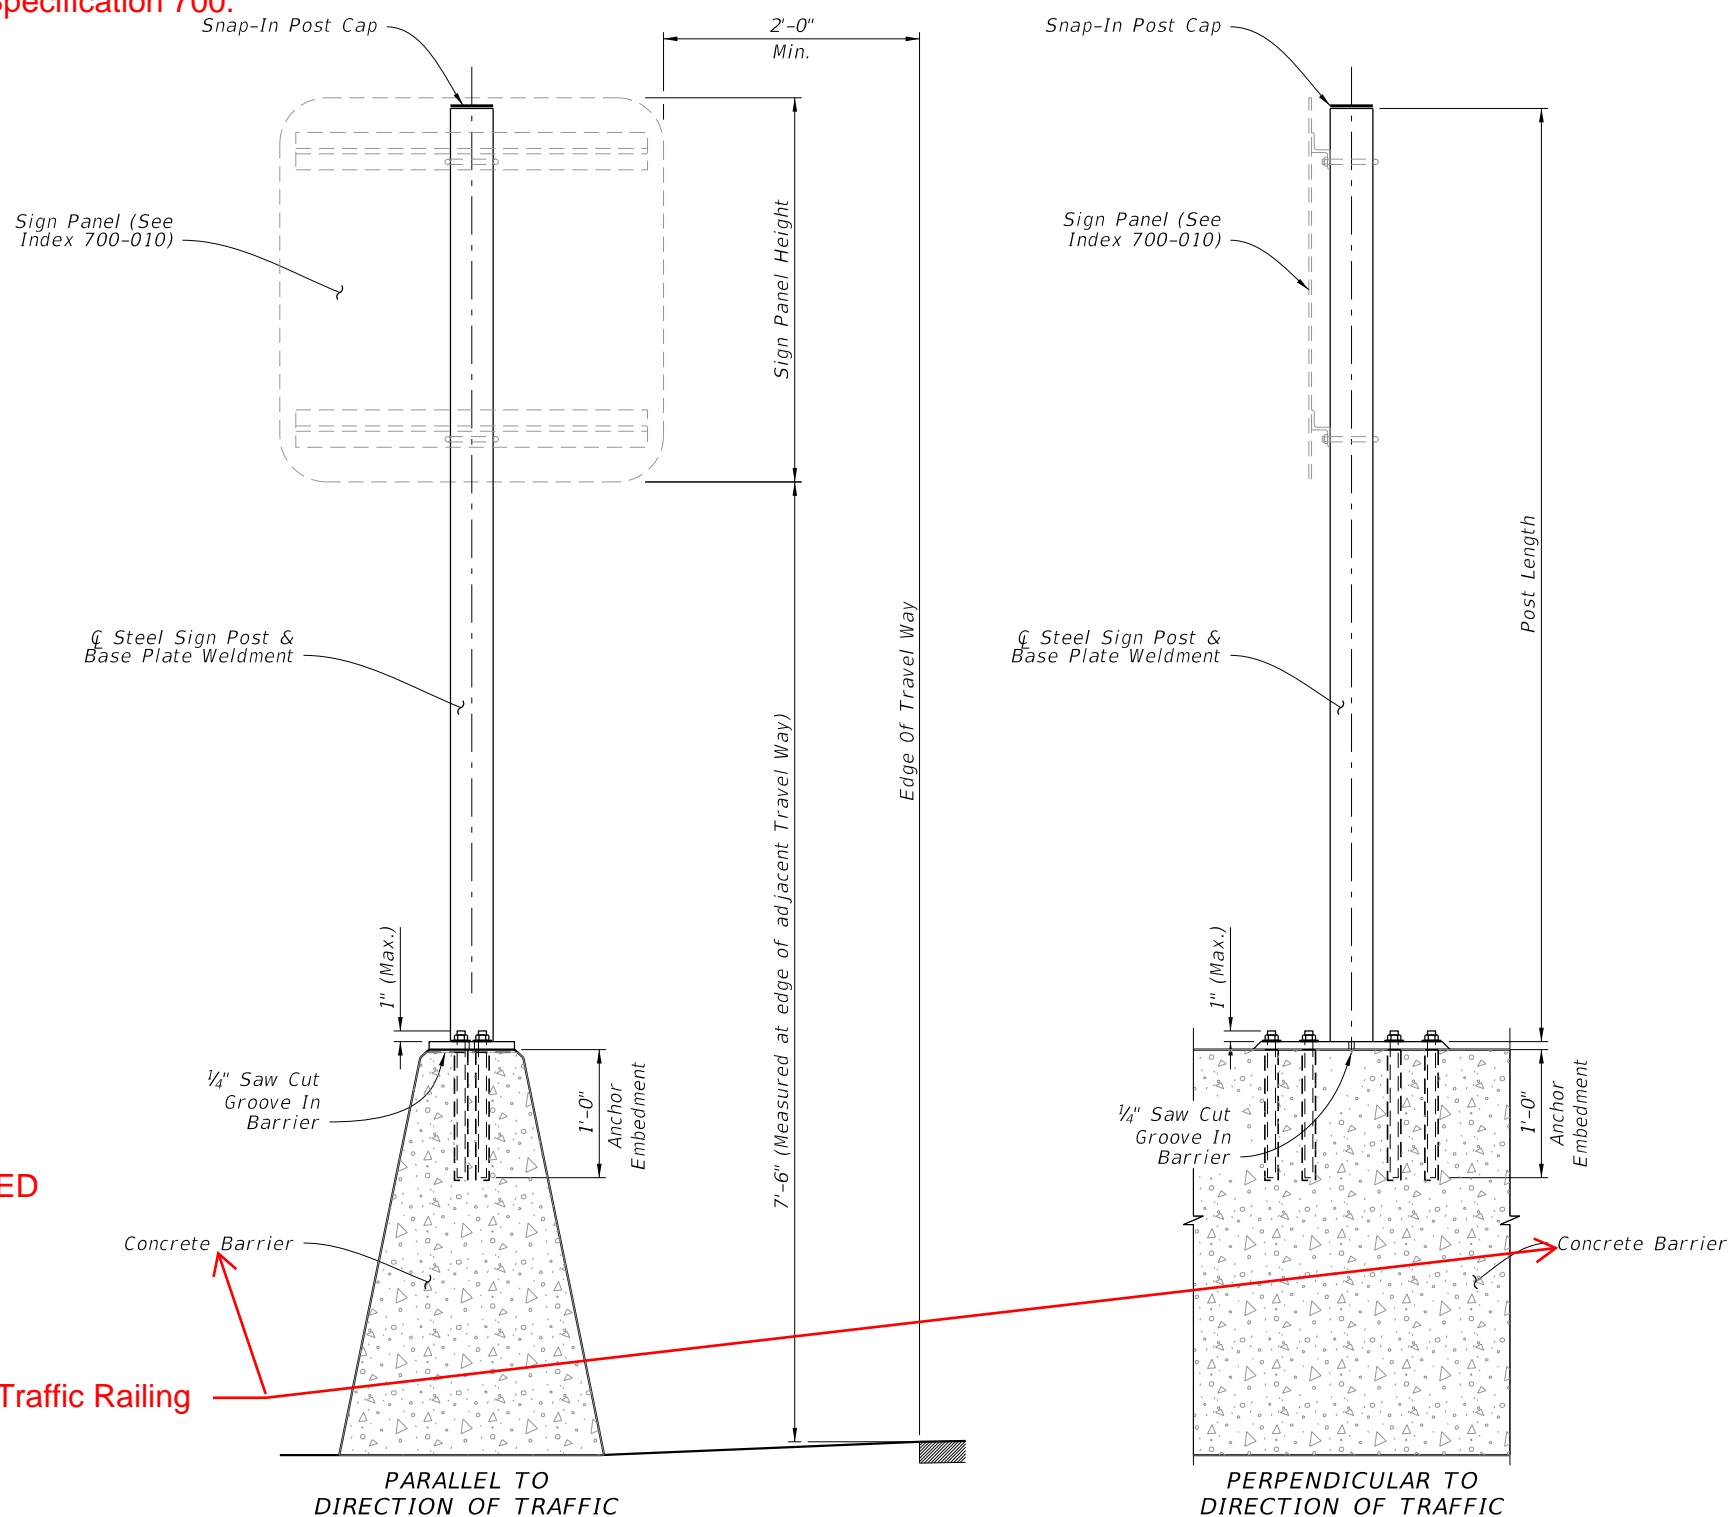 pecification 700.
Snap-In Post Cap
2'-0"
Min.
Snap-In Post Cap
Sign Panel (See
Index 700-010)
Sign Panel Height
Sign Panel (See
Index 700-010)
Post Length
℄ Steel Sign Post &
Base Plate Weldment
Edge Of Travel Way
℄ Steel Sign Post &
Base Plate Weldment
7'-6" (Measured at edge of adjacent Travel Way)
1" (Max.)
1" (Max.)
¼" Saw Cut
Groove In
Barrier
1'-0"
Anchor
Embedment
¼" Saw Cut
Groove In
Barrier
1'-0"
Anchor
Embedment
ED
Concrete Barrier
Concrete Barrier
Traffic Railing
PARALLEL TO
DIRECTION OF TRAFFIC
PERPENDICULAR TO
DIRECTION OF TRAFFIC